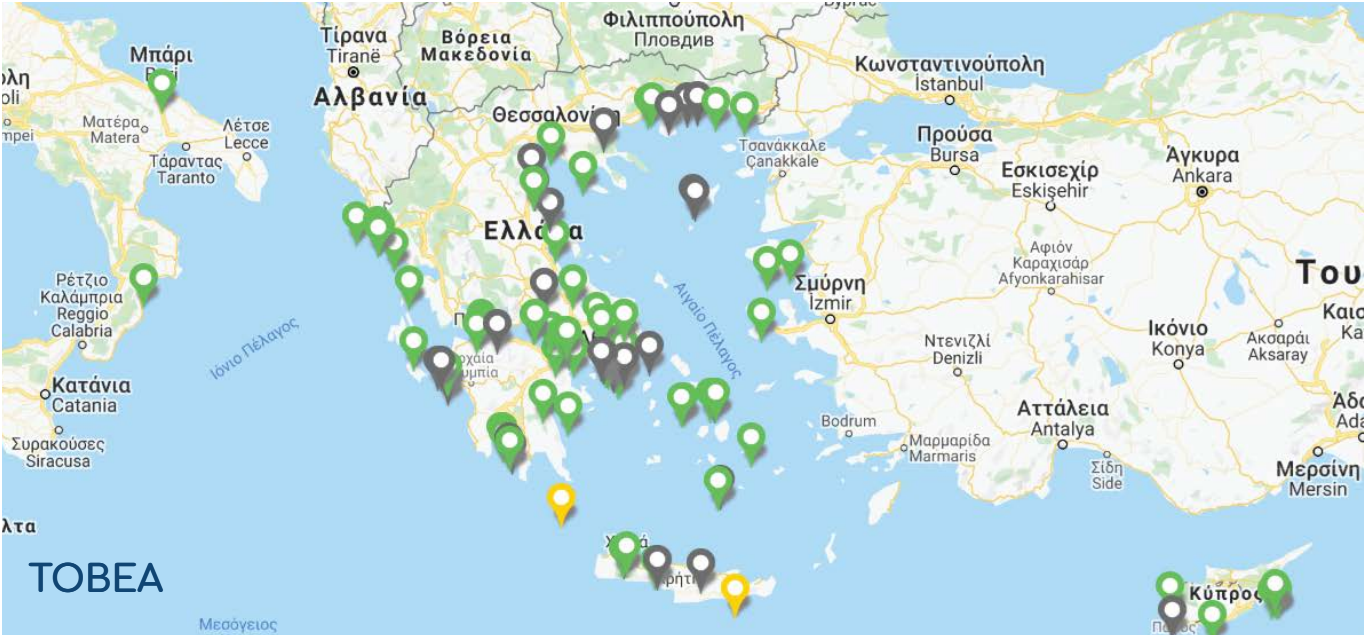 Φιλιππούπολη
Пловдив
Τίρανα
Tiranë
Βόρεια
Μακεδονία
Μπάρι
Κωνσταντινούπολη
İstanbul
Αλβανία
Θεσσαλονίκη
Ματέρα
Matera
Λέτσε
Lecce
Τάραντας
Taranto
Τσανάκκαλε
Çanakkale
Προύσα
Bursa
Εσκισεχίρ
Eskişehir
Άγκυρα
Ankara
Ελλάδα
Αφιόν
Καραχισάρ
Afyonkarahisar
Του
Ρέτζιο
Καλάμπρια
Reggio
Calabria
Σμύρνη
İzmir
Αιγαίο Πέλαγος
Ιόνιο Πέλαγος
Ικόνιο
Konya
Ακσαράι
Aksaray
Ντενιζλί
Denizli
Κατάνια
Catania
Συρακούσες
Siracusa
Bodrum
Μαρμαρίδα
Marmaris
Αττάλεια
Antalya
Σίδη
Side
Μερσίνη
Mersin
λτα
TOBEA
Κύπρος
Μεσόγειος